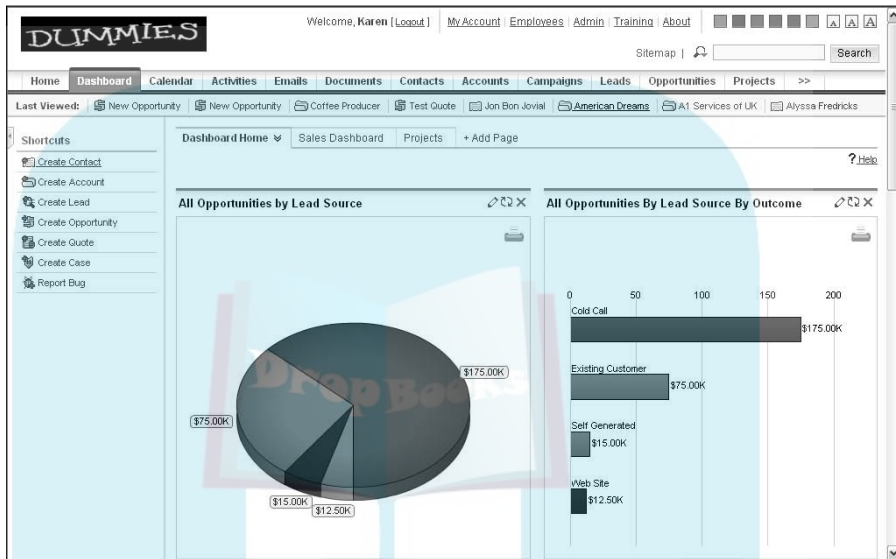 DUMMIES
Welcome, Karen [ Logout ] My Account | Employees | Admin | Training | About A A A
Sitemap | Search
Home Dashboard Calendar Activities Emails Documents Contacts Accounts Campaigns Leads Opportunities Projects >>
Last Viewed: New Opportunity New Opportunity Coffee Producer Test Quote Jon Bon Jovial American Dreams A1 Services of UK Alyssa Fredricks
Shortcuts
Create Contact
Create Account
Create Lead
Create Opportunity
Create Quote
Create Case
Report Bug
Dashboard Home Sales Dashboard Projects + Add Page
? Help
All Opportunities by Lead Source
$175.00K
$75.00K
$15.00K
$12.50K
All Opportunities By Lead Source By Outcome
0 50 100 150 200
Cold Call
$175.00K
Existing Customer
$75.00K
Self Generated
$15.00K
Web Site
$12.50K
Drop Books